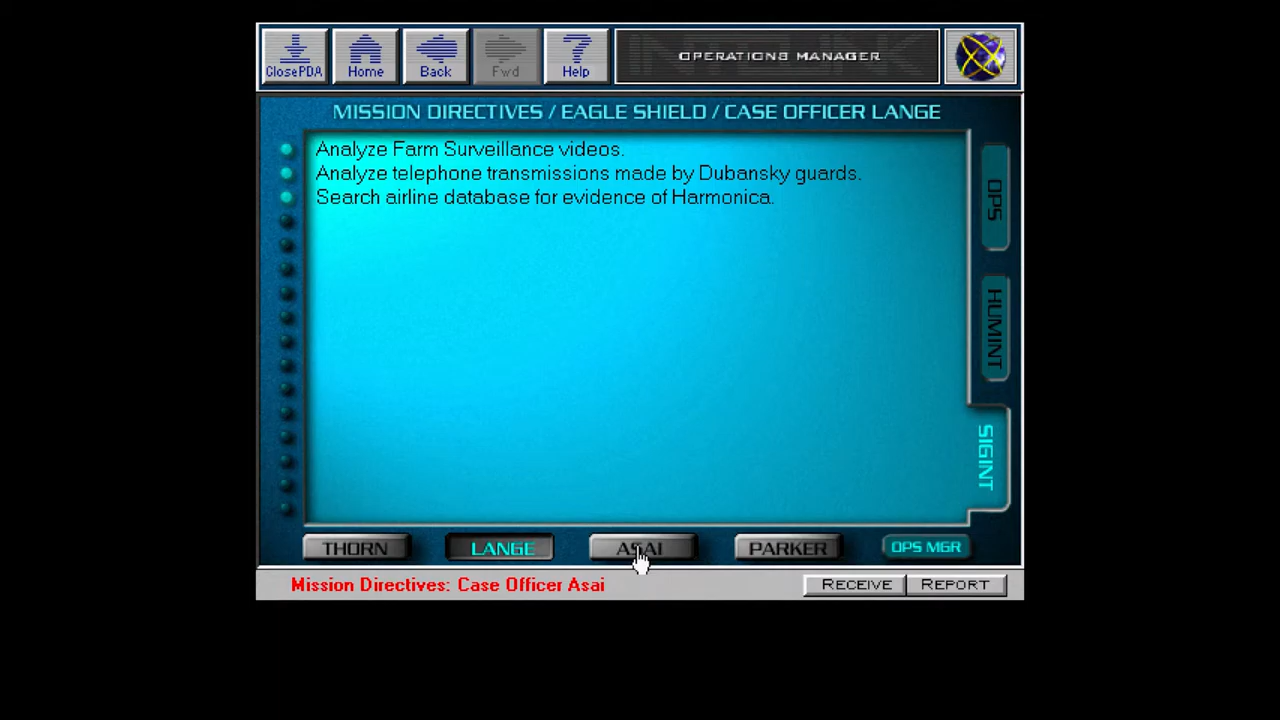 ClosePDA
Home
Back
Fwd
Help
OPERATIONS MANAGER
MISSION DIRECTIVES / EAGLE SHIELD / CASE OFFICER LANGE
Analyze Farm Surveillance videos.
Analyze telephone transmissions made by Dubansky guards.
Search airline database for evidence of Harmonica.
OPS
HUMINT
SIGINT
THORN
LANGE
ASAI
PARKER
OPS MGR
Mission Directives: Case Officer Asai
RECEIVE
REPORT